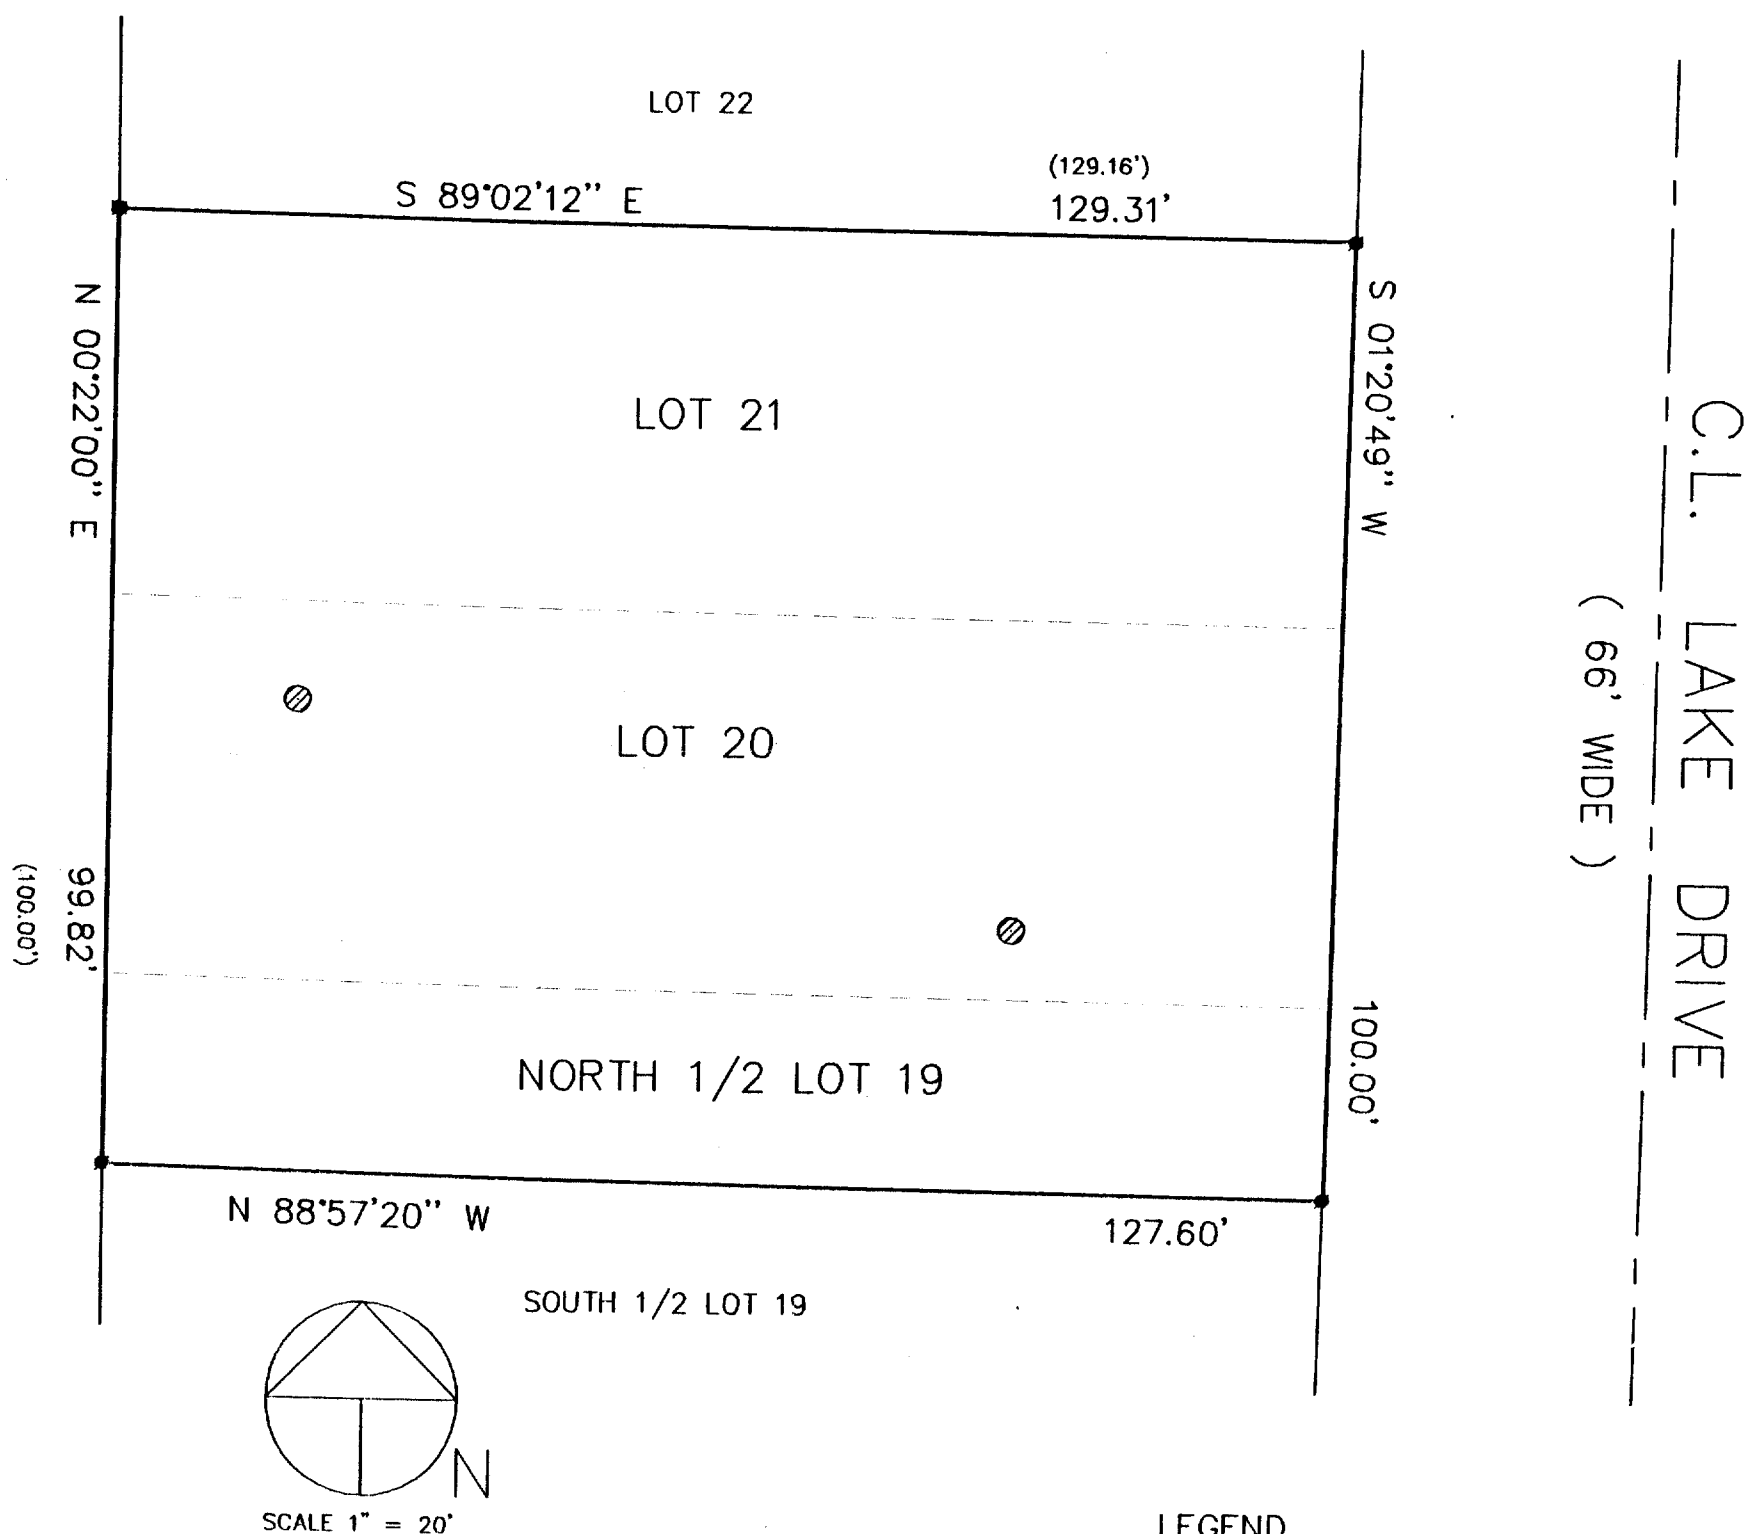 LOT 22
(129.16')
S 89°02'12" E
129.31'
N 00°22'00" E
S 01°20'49" W
LOT 21
C.L. LAKE DRIVE
( 66' WIDE )
LOT 20
99.82'
(100.00')
100.00'
NORTH 1/2 LOT 19
N 88°57'20" W
127.60'
SOUTH 1/2 LOT 19
N
SCALE 1" = 20'
LEGEND